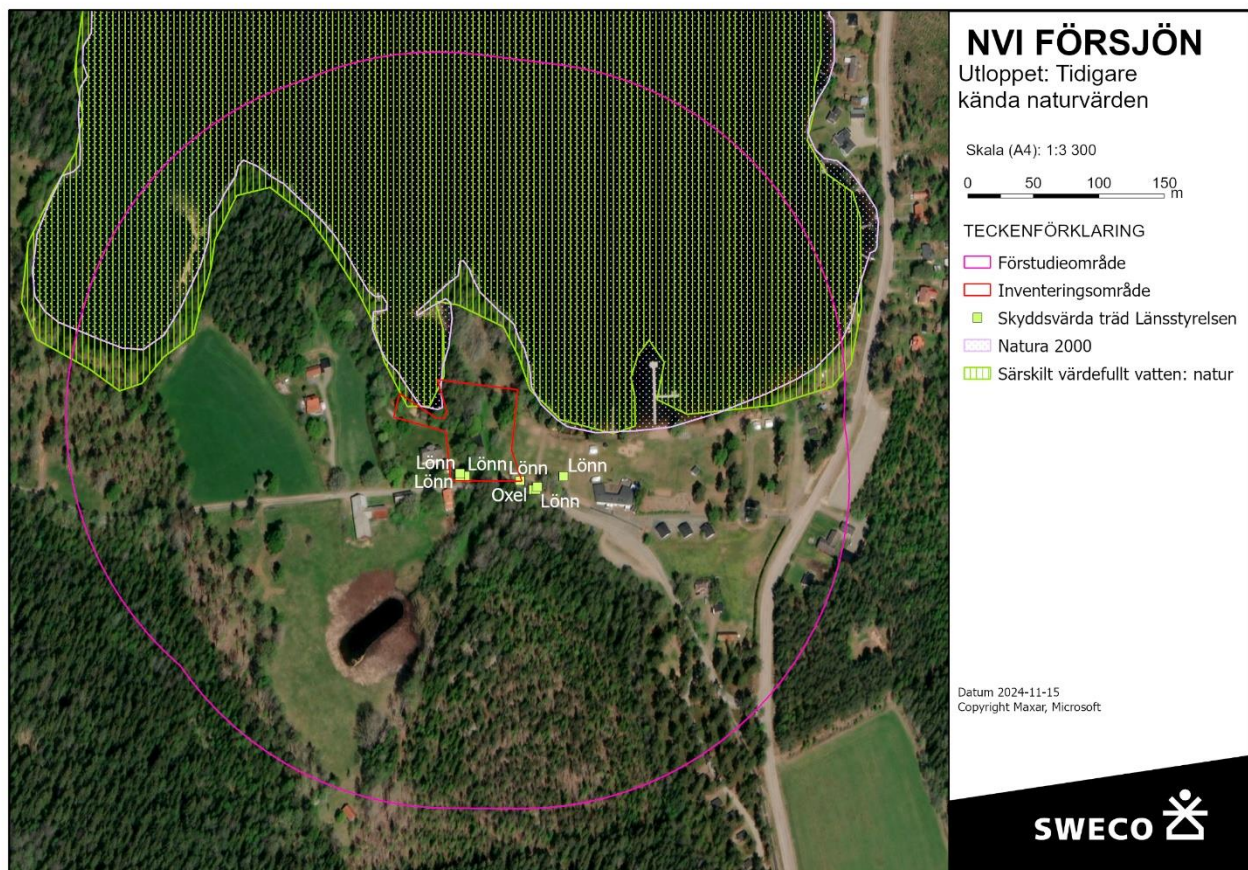 NVI FÖRSJÖN
Utloppet: Tidigare
kända naturvärden
Skala (A4): 1:3 300
0 50 100 150
m
TECKENFÖRKLARING
Förstudieområde
Inventeringsområde
Skyddsvärda träd Länsstyrelsen
Natura 2000
Särskilt värdefullt vatten: natur
Lönn Lönn Lönn Lönn
Lönn Oxel Lönn
Datum 2024-11-15
Copyright Maxar, Microsoft
SWECO